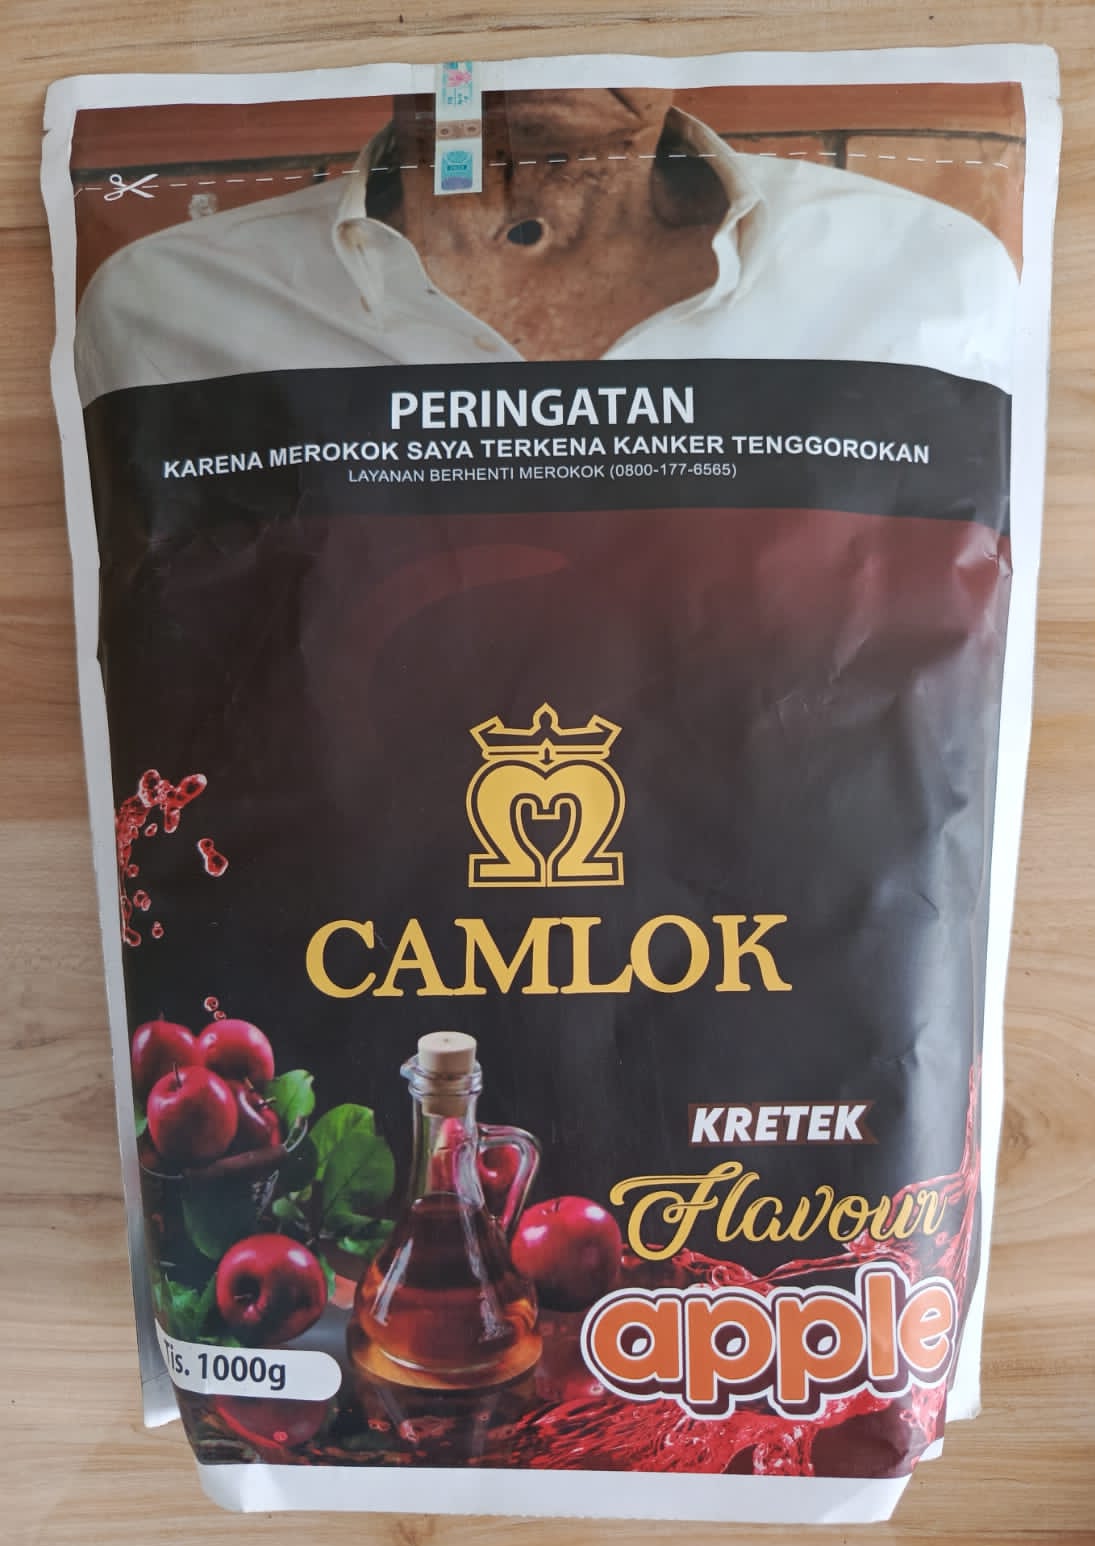 PERINGATAN
KARENA MEROKOK SAYA TERKENA KANKER TENGGOROKAN
LAYANAN BERHENTI MEROKOK (0800-177-6565)
CAMLOK
KRETEK
Flavour
apple
Tis. 1000g